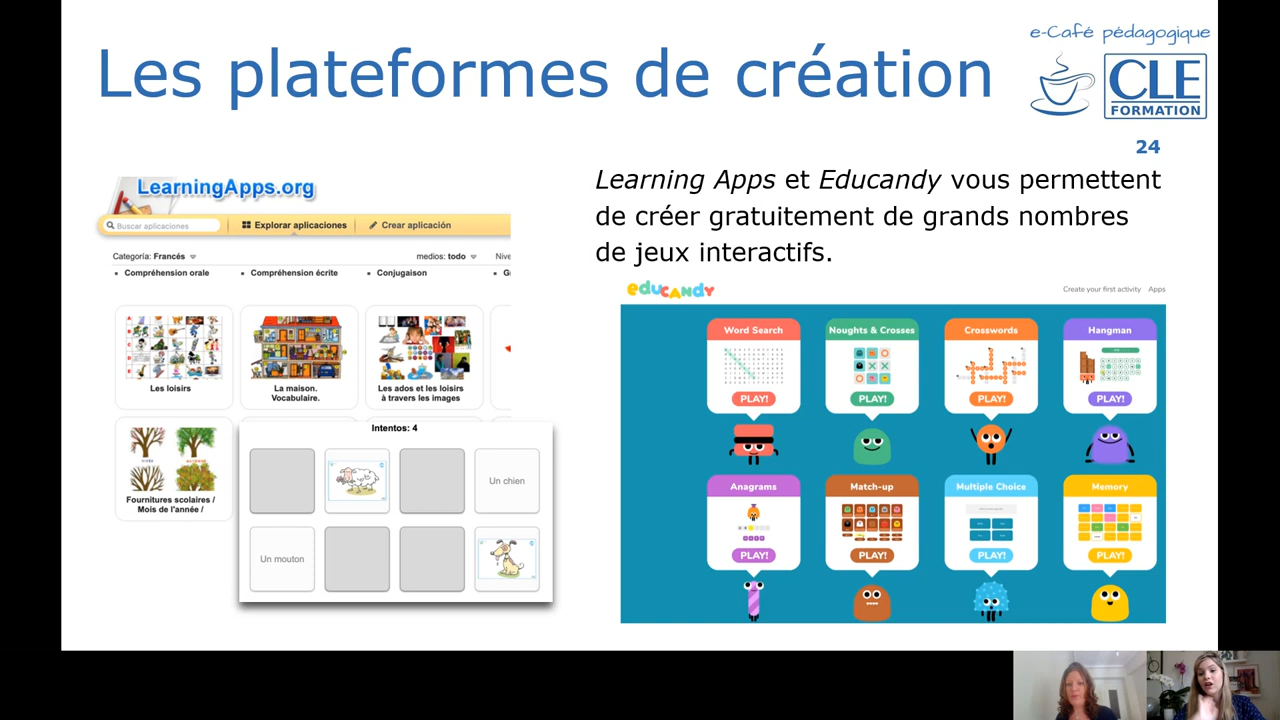 Les plateformes de création
e-Café pédagogique
CLE
FORMATION
24
Learning Apps et Educandy vous permettent
de créer gratuitement de grands nombres
de jeux interactifs.
LearningApps.org
Buscar aplicaciones
Explorar aplicaciones
Crear aplicación
Categoría: Francés
medios: todo
Nive
Compréhension orale
Compréhension écrite
Conjugaison
Les loisirs
La maison.
Vocabulaire.
Les ados et les loisirs
à travers les images
Fournitures scolaires /
Mois de l'année /
Intentos: 4
Un chien
Un mouton
educandy
Create your first activity
Apps
Word Search
PLAY!
Noughts & Crosses
PLAY!
Crosswords
PLAY!
Hangman
PLAY!
Anagrams
PLAY!
Match-up
PLAY!
Multiple Choice
PLAY!
Memory
PLAY!